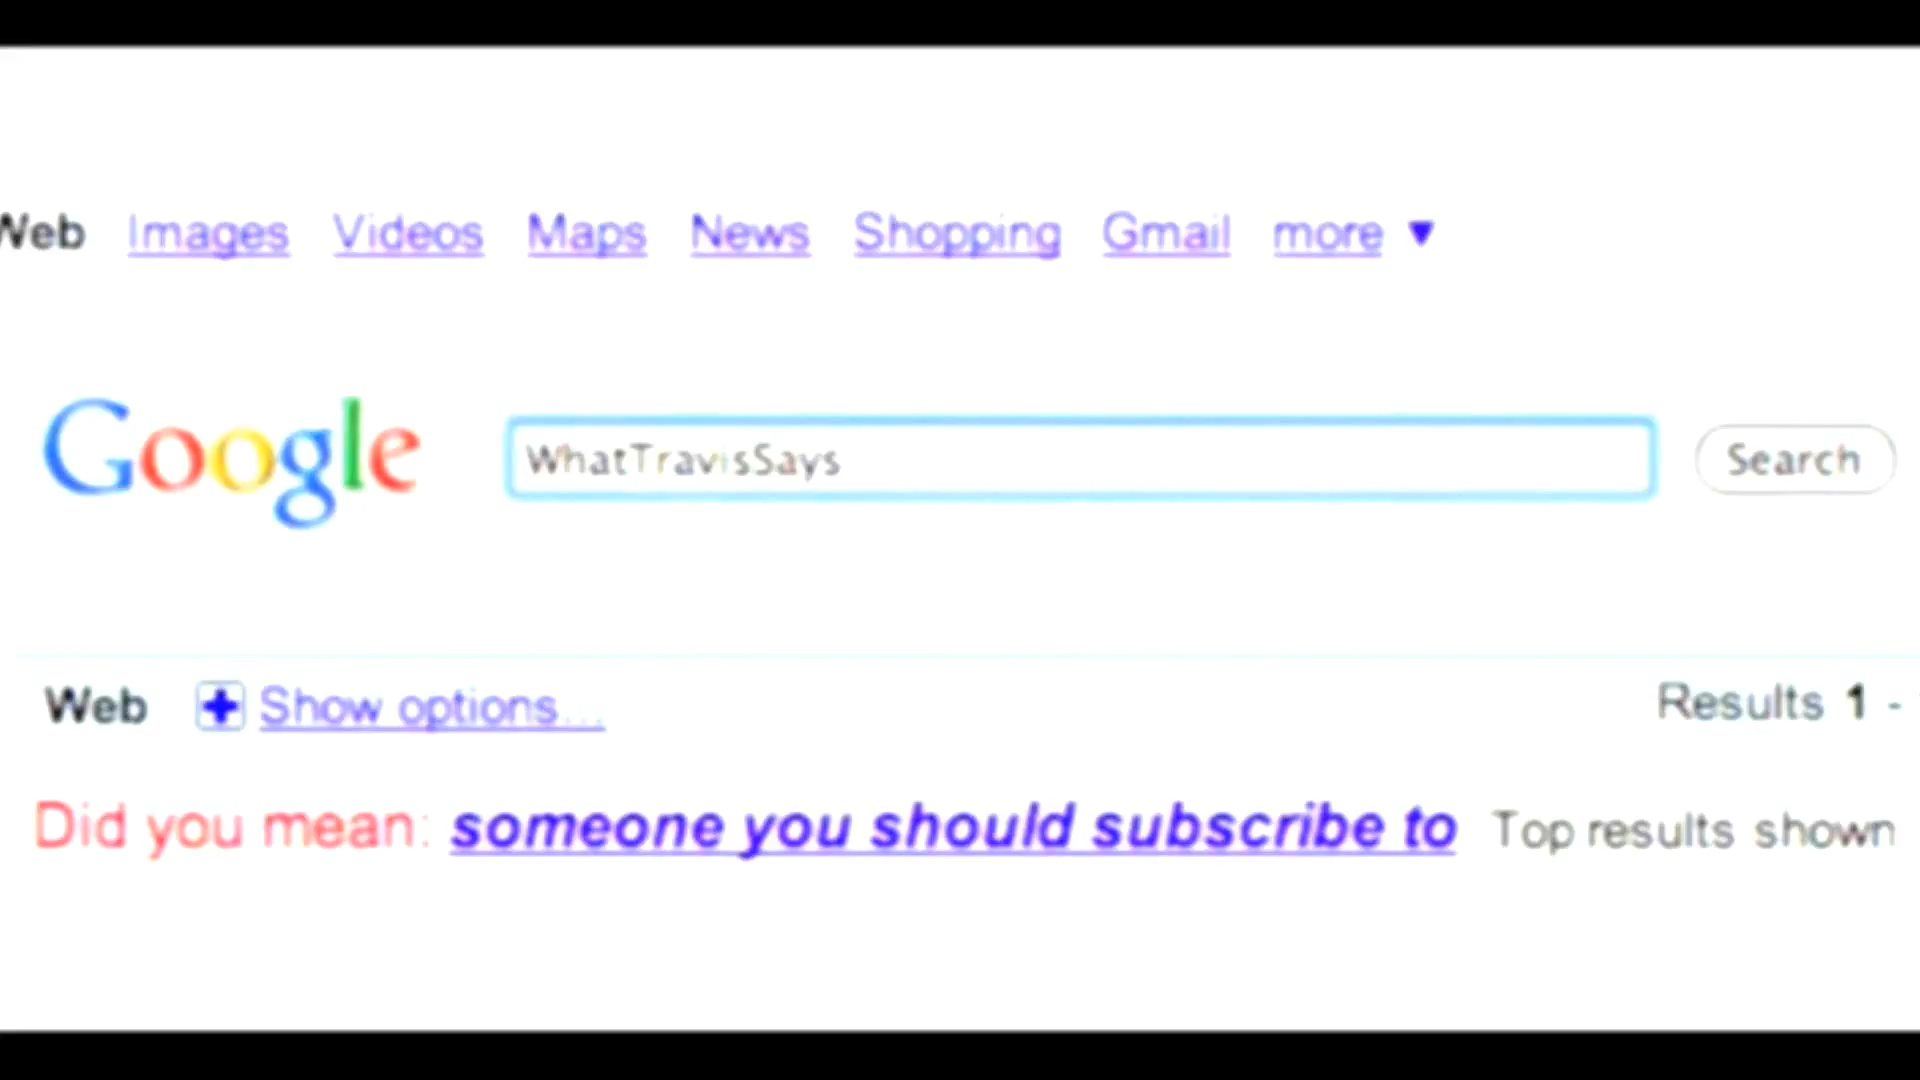 Web Images Videos Maps News Shopping Gmail more ▼
Google WhatTravisSays Search
Web + Show options... Results 1 -
Did you mean: someone you should subscribe to Top results shown